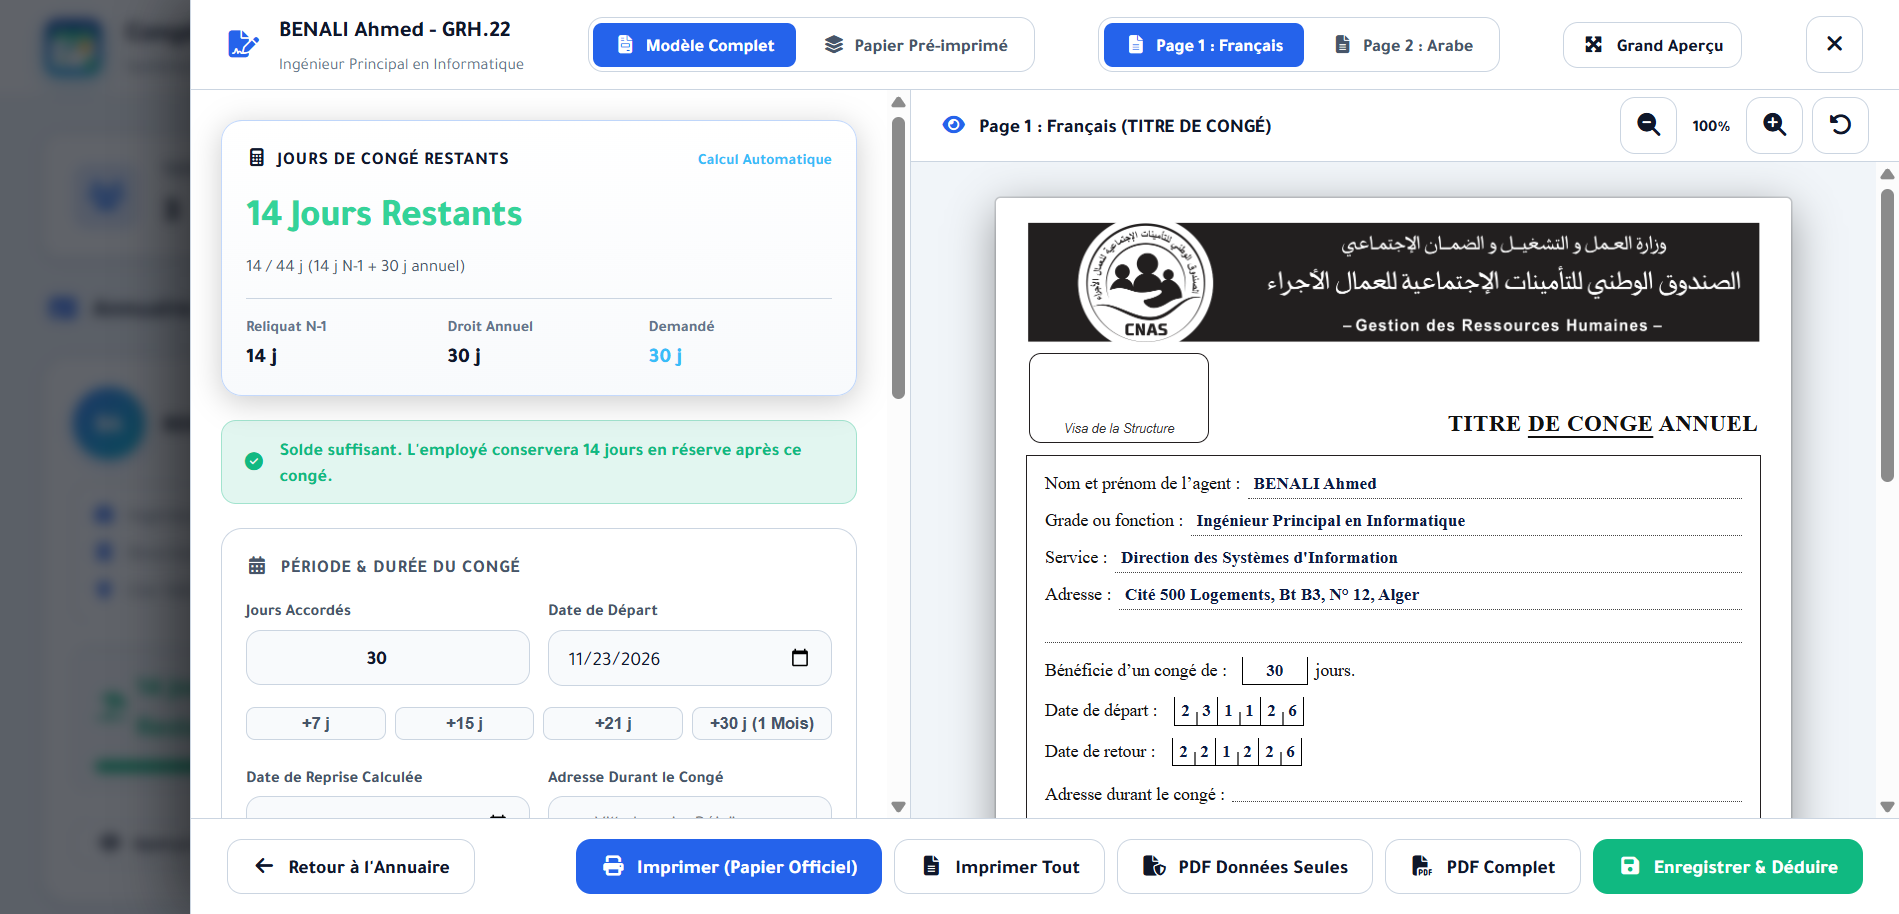 BENALI Ahmed - GRH.22
Ingénieur Principal en Informatique
Modèle Complet
Papier Pré-imprimé
Page 1 : Français
Page 2 : Arabe
Grand Aperçu
JOURS DE CONGÉ RESTANTS
Calcul Automatique
14 Jours Restants
14 / 44 j (14 j N-1 + 30 j annuel)
Reliquat N-1
Droit Annuel
Demandé
14 j
30 j
30 j
Solde suffisant. L'employé conservera 14 jours en réserve après ce
congé.
PÉRIODE & DURÉE DU CONGÉ
Jours Accordés
Date de Départ
30
11/23/2026
+7 j
+15 j
+21 j
+30 j (1 Mois)
Date de Reprise Calculée
Adresse Durant le Congé
Page 1 : Français (TITRE DE CONGÉ)
100%
وزارة العمل و التشغيل و الضمان الإجتماعي
الصندوق الوطني للتأمينات الإجتماعية للعمال الأجراء
– Gestion des Ressources Humaines –
الصندوق الوطني للتأمينات الإجتماعية للعمال الأجراء
CNAS
Visa de la Structure
TITRE DE CONGE ANNUEL
Nom et prénom de l’agent : BENALI Ahmed
Grade ou fonction : Ingénieur Principal en Informatique
Service : Direction des Systèmes d'Information
Adresse : Cité 500 Logements, Bt B3, N° 12, Alger
Bénéficie d’un congé de : 30 jours.
Date de départ : 2 3 1 1 2 6
Date de retour : 2 2 1 2 2 6
Adresse durant le congé :
Retour à l'Annuaire
Imprimer (Papier Officiel)
Imprimer Tout
PDF Données Seules
PDF Complet
Enregistrer & Déduire